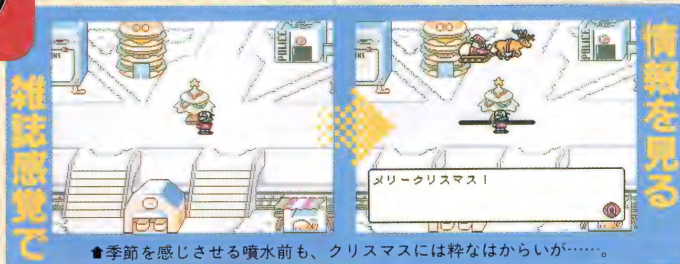 雑誌感覚で
情報を見る
POLICE
POLICE
メリークリスマス！
⬆季節を感じさせる噴水前も、クリスマスには粋なはからいが……。